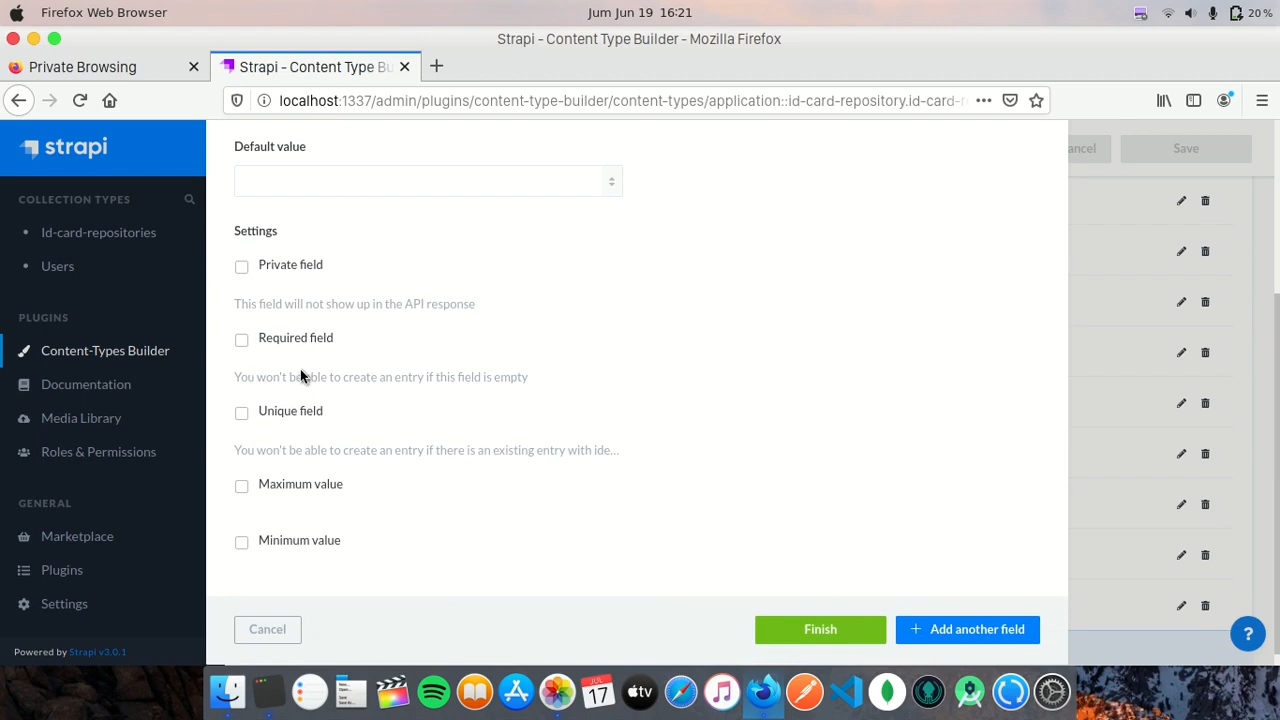 Firefox Web Browser
Jum Jun 19 16:21
20 %
Strapi - Content Type Builder - Mozilla Firefox
Private Browsing
Strapi - Content Type Bu
localhost:1337/admin/plugins/content-type-builder/content-types/application::id-card-repository.id-card-r
strapi
Default value
ancel
Save
COLLECTION TYPES
Id-card-repositories
Users
Settings
Private field
This field will not show up in the API response
PLUGINS
Required field
Content-Types Builder
You won't be able to create an entry if this field is empty
Documentation
Unique field
Media Library
You won't be able to create an entry if there is an existing entry with ide...
Roles & Permissions
Maximum value
GENERAL
Marketplace
Minimum value
Plugins
Settings
Cancel
Finish
+ Add another field
?
Powered by Strapi v3.0.1
JUL
17
tv